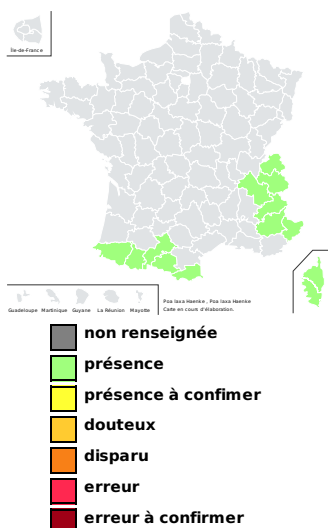 Île-de-France
Guadeloupe Martinique Guyane La Réunion Mayotte
Poa laxa Haenke , Poa laxa Haenke
Carte en cours d'élaboration.
non renseignée
présence
présence à confimer
douteux
disparu
erreur
erreur à confirmer